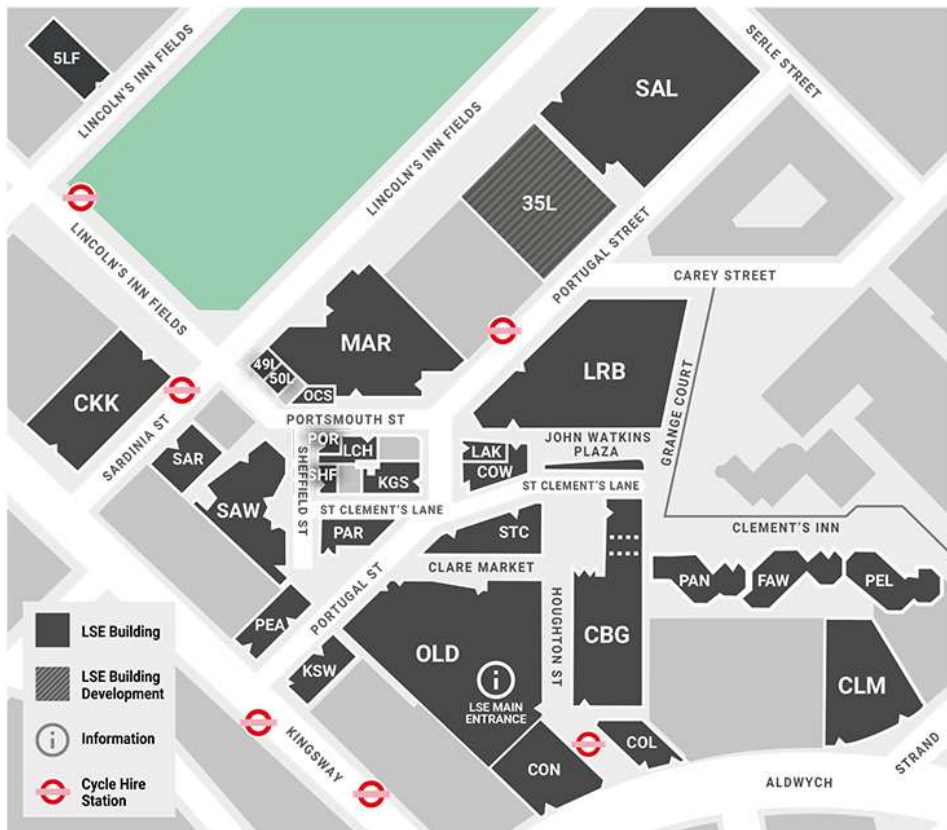 5LF
LINCOLN'S INN FIELDS
SERLE STREET
SAL
LINCOLN'S INN FIELDS
35L
PORTUGAL STREET
LINCOLN'S INN FIELDS
CAREY STREET
MAR
49L
50L
LRB
GRANGE COURT
CKK
OCS
SARDINIA ST
PORTSMOUTH ST
POR
LCH
SAR
SHEFFIELD ST
SHF
KGS
LAK
COW
JOHN WATKINS
PLAZA
ST CLEMENT'S LANE
SAW
ST CLEMENT'S LANE
PAR
STC
CLEMENT'S INN
CLARE MARKET
PORTUGAL ST
PAN
FAW
PEL
HOUGHTON ST
PEA
OLD
CBG
KSW
CLM
LSE MAIN
ENTRANCE
KINGSWAY
CON
COL
ALDWYCH
STRAND
LSE Building
LSE Building
Development
i
Information
Cycle Hire
Station